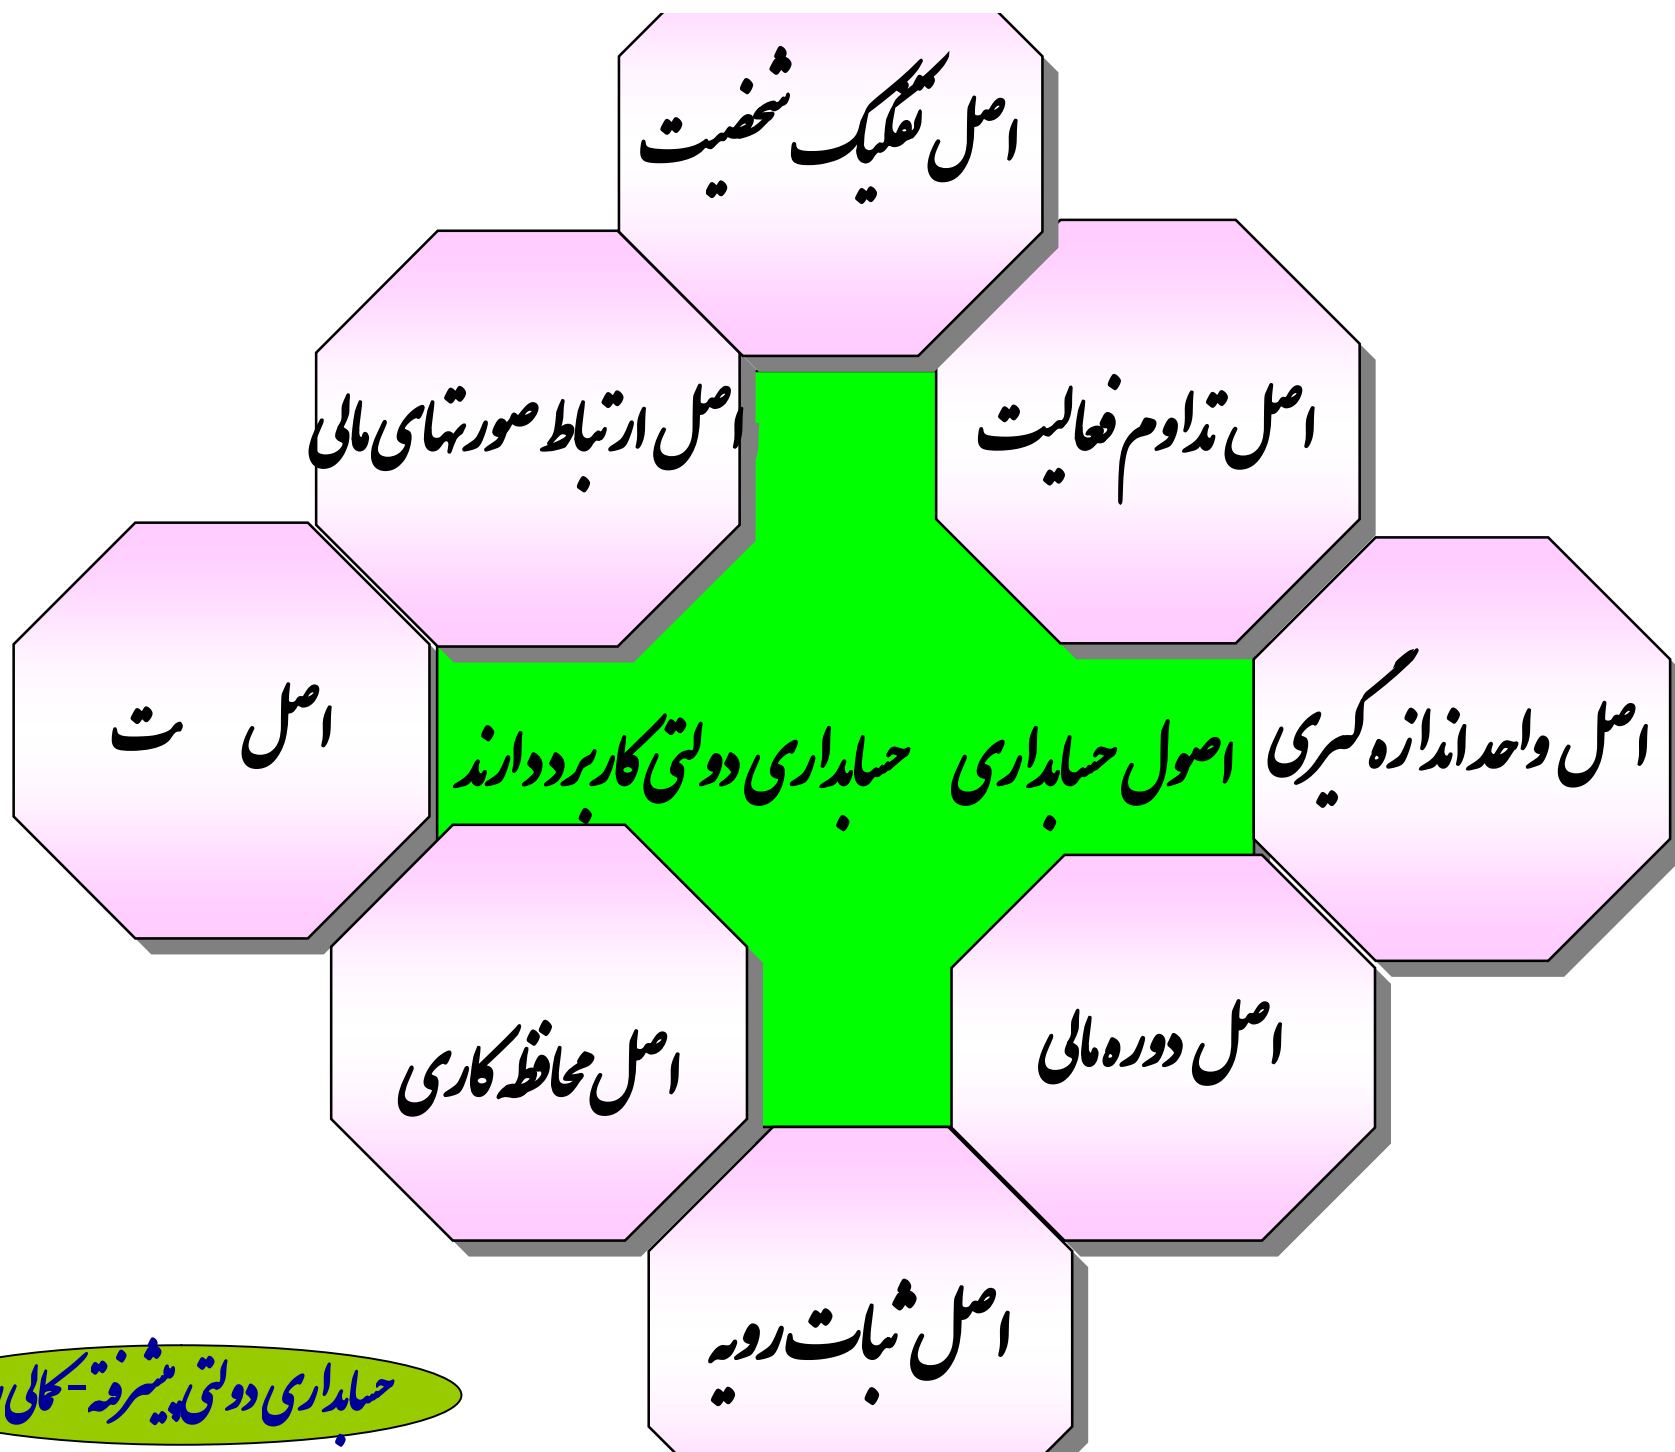 اصل تفکیک شخصیت
اصل تداوم فعالیت
اصل ارتباط صورتهای مالی
اصل واحد اندازه گیری
اصول حسابداری حسابداری دولتی کاربرد دارند
اصل ت
اصل دوره مالی
اصل محافظه کاری
اصل ثبات رویه
حسابداری دولتی پیشرفته - کمالی